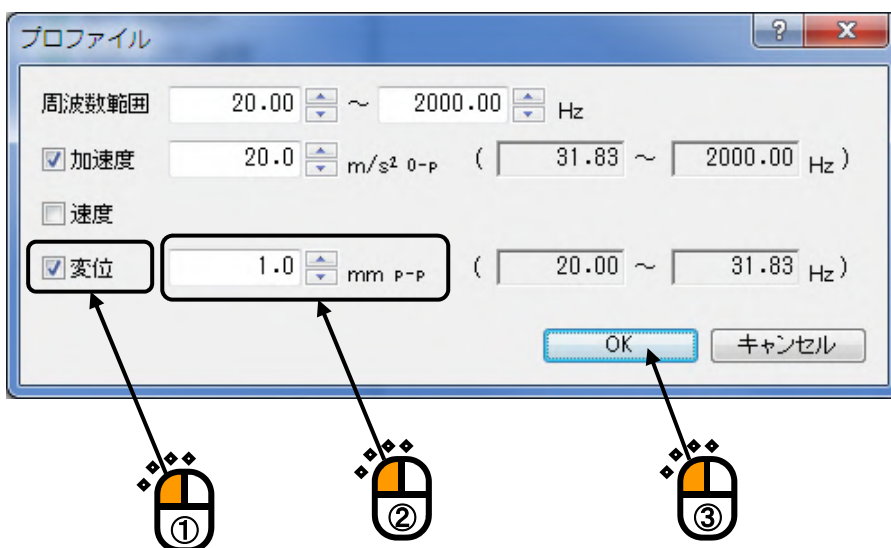 プロファイル
周波数範囲 20.00 ～ 2000.00 Hz
加速度 20.0 m/s² 0-P ( 31.83 ～ 2000.00 Hz )
速度
変位 1.0 mm P-P ( 20.00 ～ 31.83 Hz )
OK キャンセル
① ② ③